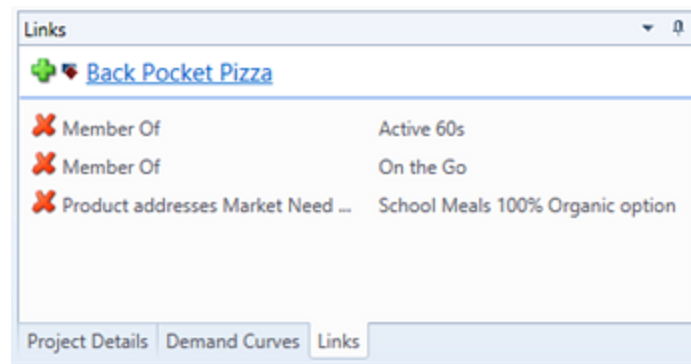 Links
Back Pocket Pizza
Member Of Active 60s
Member Of On the Go
Product addresses Market Need ... School Meals 100% Organic option
Project Details Demand Curves Links